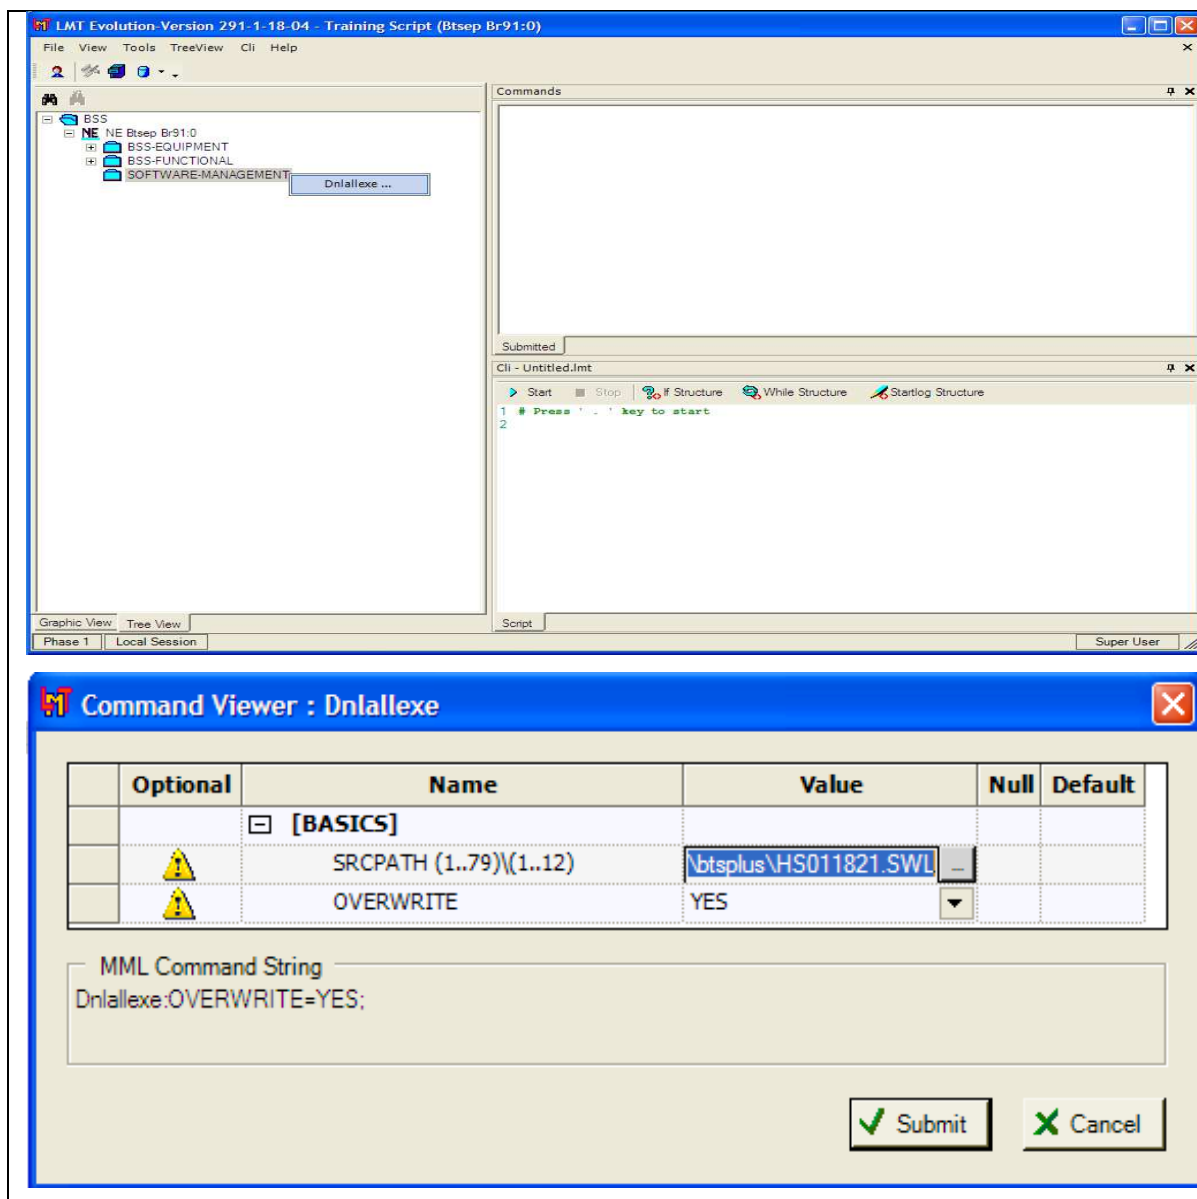 LMT Evolution-Version 291-1-18-04 - Training Script (Btsep Br91:0)
File View Tools TreeView Cli Help
BSS
NE NE Btsep Br91:0
BSS-EQUIPMENT
BSS-FUNCTIONAL
SOFTWARE-MANAGEMENT
Dnlallexe ...
Graphic View Tree View
Commands
Submitted
Cli - Untitled.lmt
Start Stop If Structure While Structure Startlog Structure
1 # Press ' . ' key to start
2
Script
Phase 1 Local Session Super User
Command Viewer : Dnlallexe
Optional Name Value Null Default
[BASICS]
SRCPATH (1..79)\(1..12) \btsplus\HS011821.SWL ...
OVERWRITE YES
MML Command String
Dnlallexe:OVERWRITE=YES;
Submit Cancel